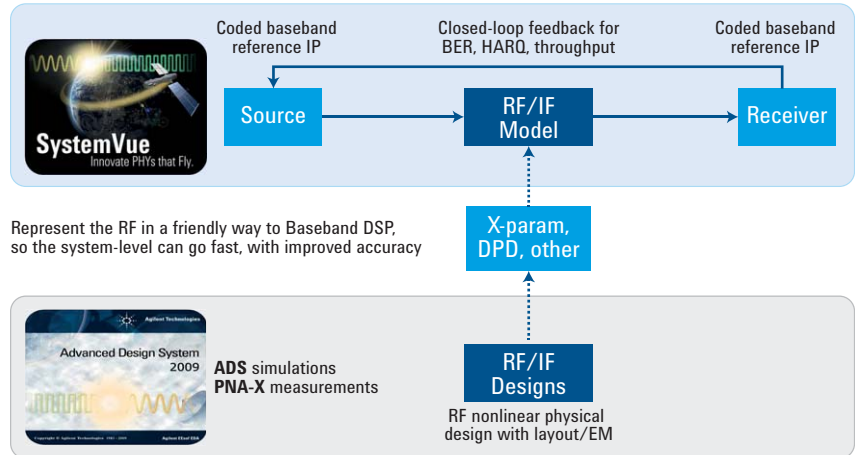 Coded baseband
reference IP
Closed-loop feedback for
BER, HARQ, throughput
Coded baseband
reference IP
SystemVue
Innovate PHYs that Fly.
Source
RF/IF
Model
Receiver
Represent the RF in a friendly way to Baseband DSP,
so the system-level can go fast, with improved accuracy
X-param,
DPD, other
Agilent Technologies
Advanced Design System
2009
ADS simulations
PNA-X measurements
RF/IF
Designs
RF nonlinear physical
design with layout/EM
Agilent EEsof EDA